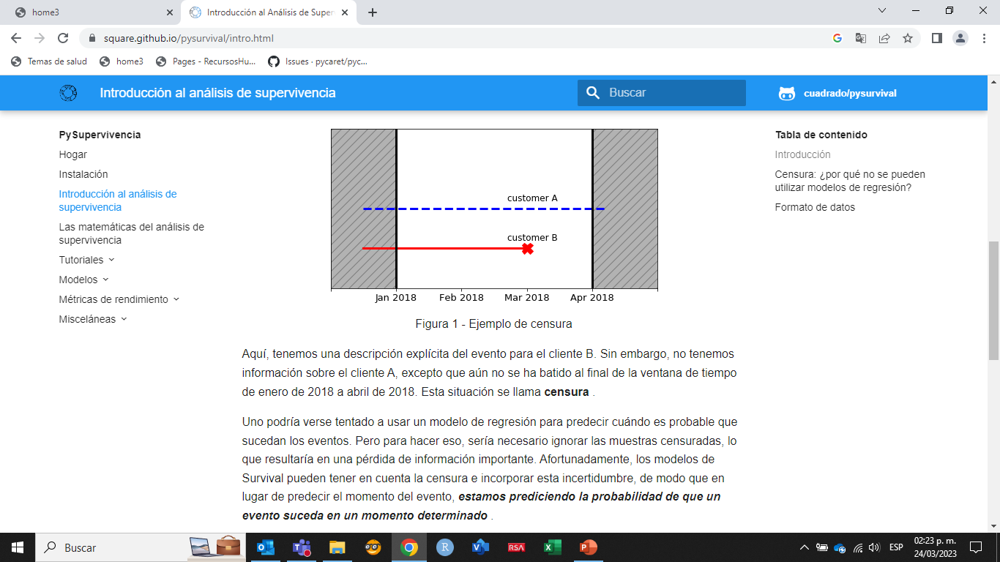 home3
Introducción al Análisis de Super
square.github.io/pysurvival/intro.html
Temas de salud
home3
Pages - RecursosHu...
Issues · pycaret/pyc...
Introducción al análisis de supervivencia
Buscar
cuadrado/pysurvival
PySupervivencia
Hogar
Instalación
Introducción al análisis de
supervivencia
Las matemáticas del análisis de
supervivencia
Tutoriales
Modelos
Métricas de rendimiento
Misceláneas
customer A
customer B
Jan 2018
Feb 2018
Mar 2018
Apr 2018
Figura 1 - Ejemplo de censura
Aquí, tenemos una descripción explícita del evento para el cliente B. Sin embargo, no tenemos
información sobre el cliente A, excepto que aún no se ha batido al final de la ventana de tiempo
de enero de 2018 a abril de 2018. Esta situación se llama censura .
Uno podría verse tentado a usar un modelo de regresión para predecir cuándo es probable que
sucedan los eventos. Pero para hacer eso, sería necesario ignorar las muestras censuradas, lo
que resultaría en una pérdida de información importante. Afortunadamente, los modelos de
Survival pueden tener en cuenta la censura e incorporar esta incertidumbre, de modo que en
lugar de predecir el momento del evento, estamos prediciendo la probabilidad de que un
evento suceda en un momento determinado .
Tabla de contenido
Introducción
Censura: ¿por qué no se pueden
utilizar modelos de regresión?
Formato de datos
Buscar
R
RSA
ESP
02:23 p. m.
24/03/2023